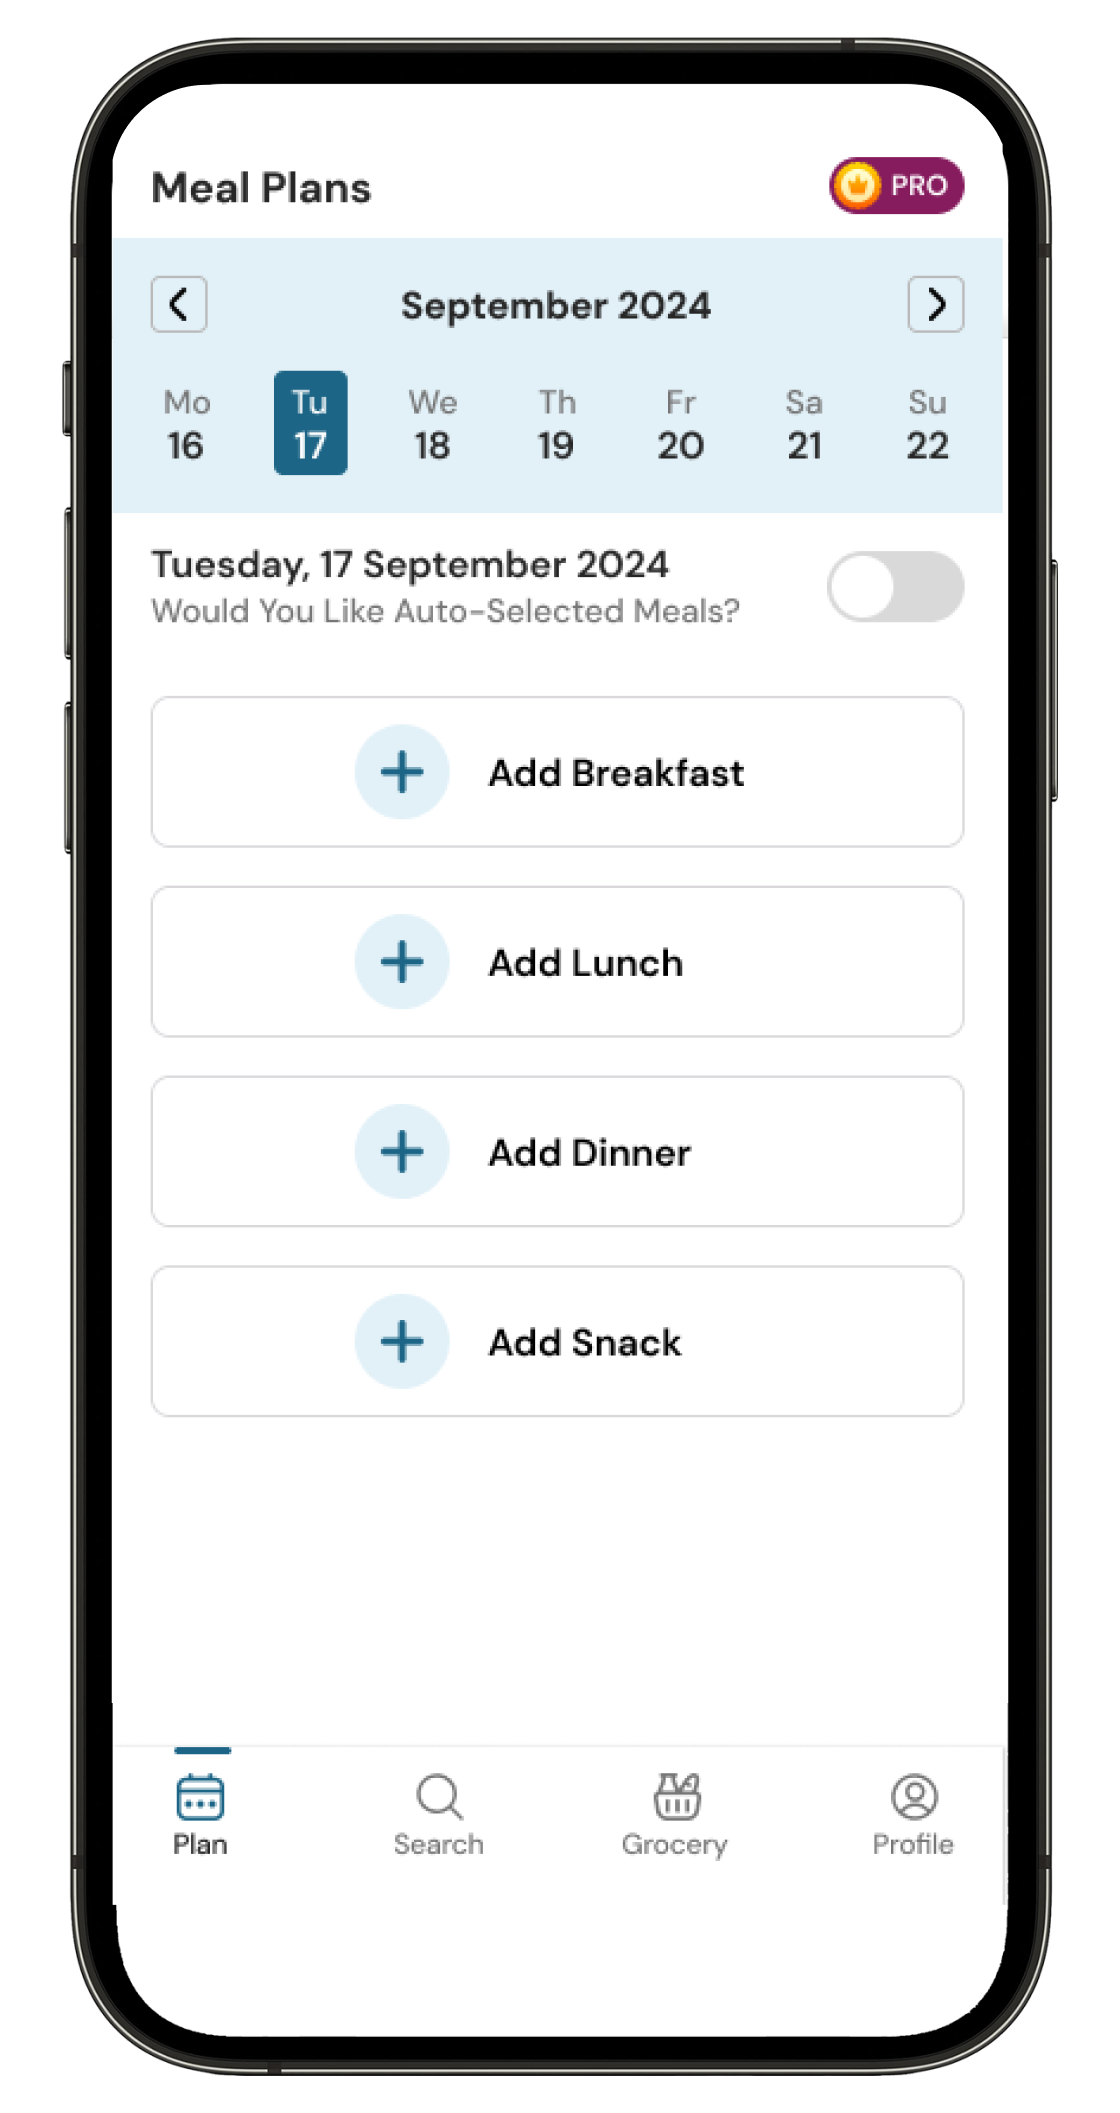 Meal Plans
PRO
September 2024
Mo Tu We Th Fr Sa Su
16 17 18 19 20 21 22
Tuesday, 17 September 2024
Would You Like Auto-Selected Meals?
Add Breakfast
Add Lunch
Add Dinner
Add Snack
Plan Search Grocery Profile